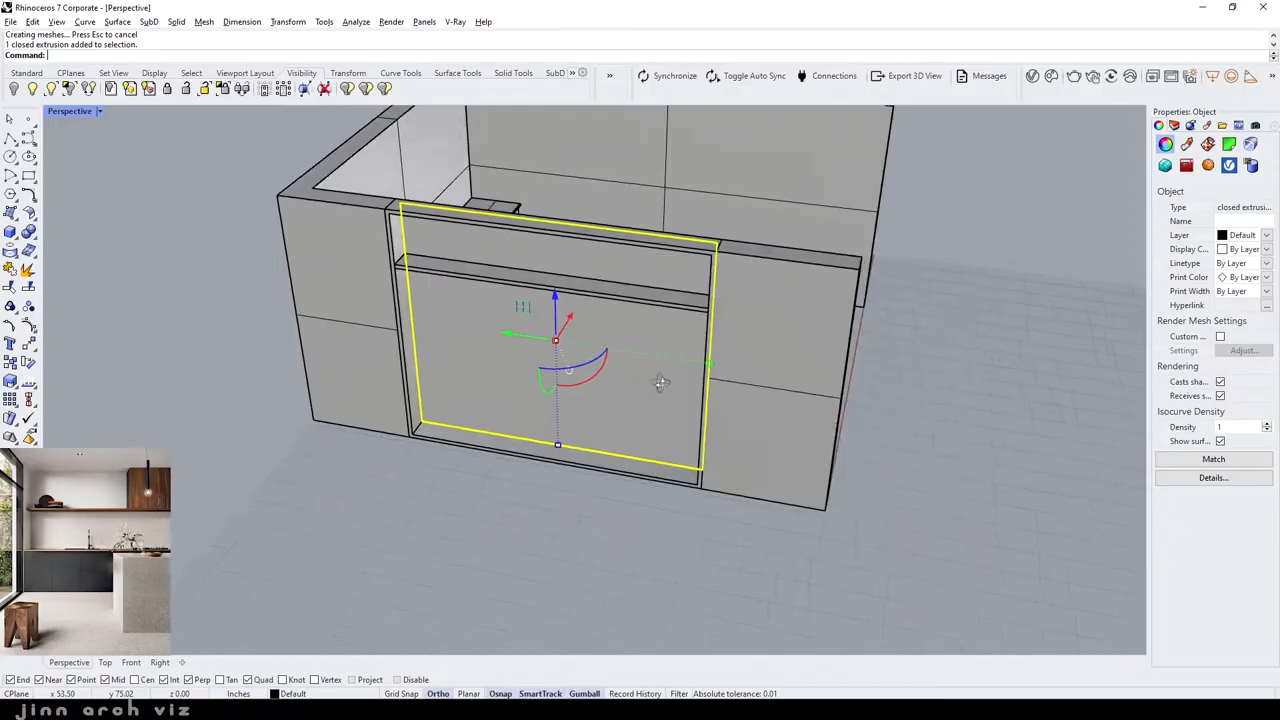 Rhinoceros 7 Corporate - [Perspective]
File Edit View Curve Surface SubD Solid Mesh Dimension Transform Tools Analyze Render Panels V-Ray Help
Creating meshes... Press Esc to cancel
1 closed extrusion added to selection.
Command:
Standard CPlanes Set View Display Select Viewport Layout Visibility Transform Curve Tools Surface Tools Solid Tools SubD »
» Synchronize Toggle Auto Sync Connections Export 3D View Messages
Perspective
Properties: Object
Object
Type closed extrusi...
Name
Layer Default
Display C... By Layer
Linetype By Layer
Print Color By Layer
Print Width By Layer
Hyperlink ...
Render Mesh Settings
Custom ...
Settings Adjust...
Rendering
Casts sha...
Receives s...
Isocurve Density
Density 1
Show surf...
Match
Details...
Perspective Top Front Right
End Near Point Mid Cen Int Perp Tan Quad Knot Vertex Project Disable
CPlane x 53.50 y 75.02 z 0.00 Inches Default Grid Snap Ortho Planar Osnap SmartTrack Gumball Record History Filter Absolute tolerance: 0.01
jinn arch viz